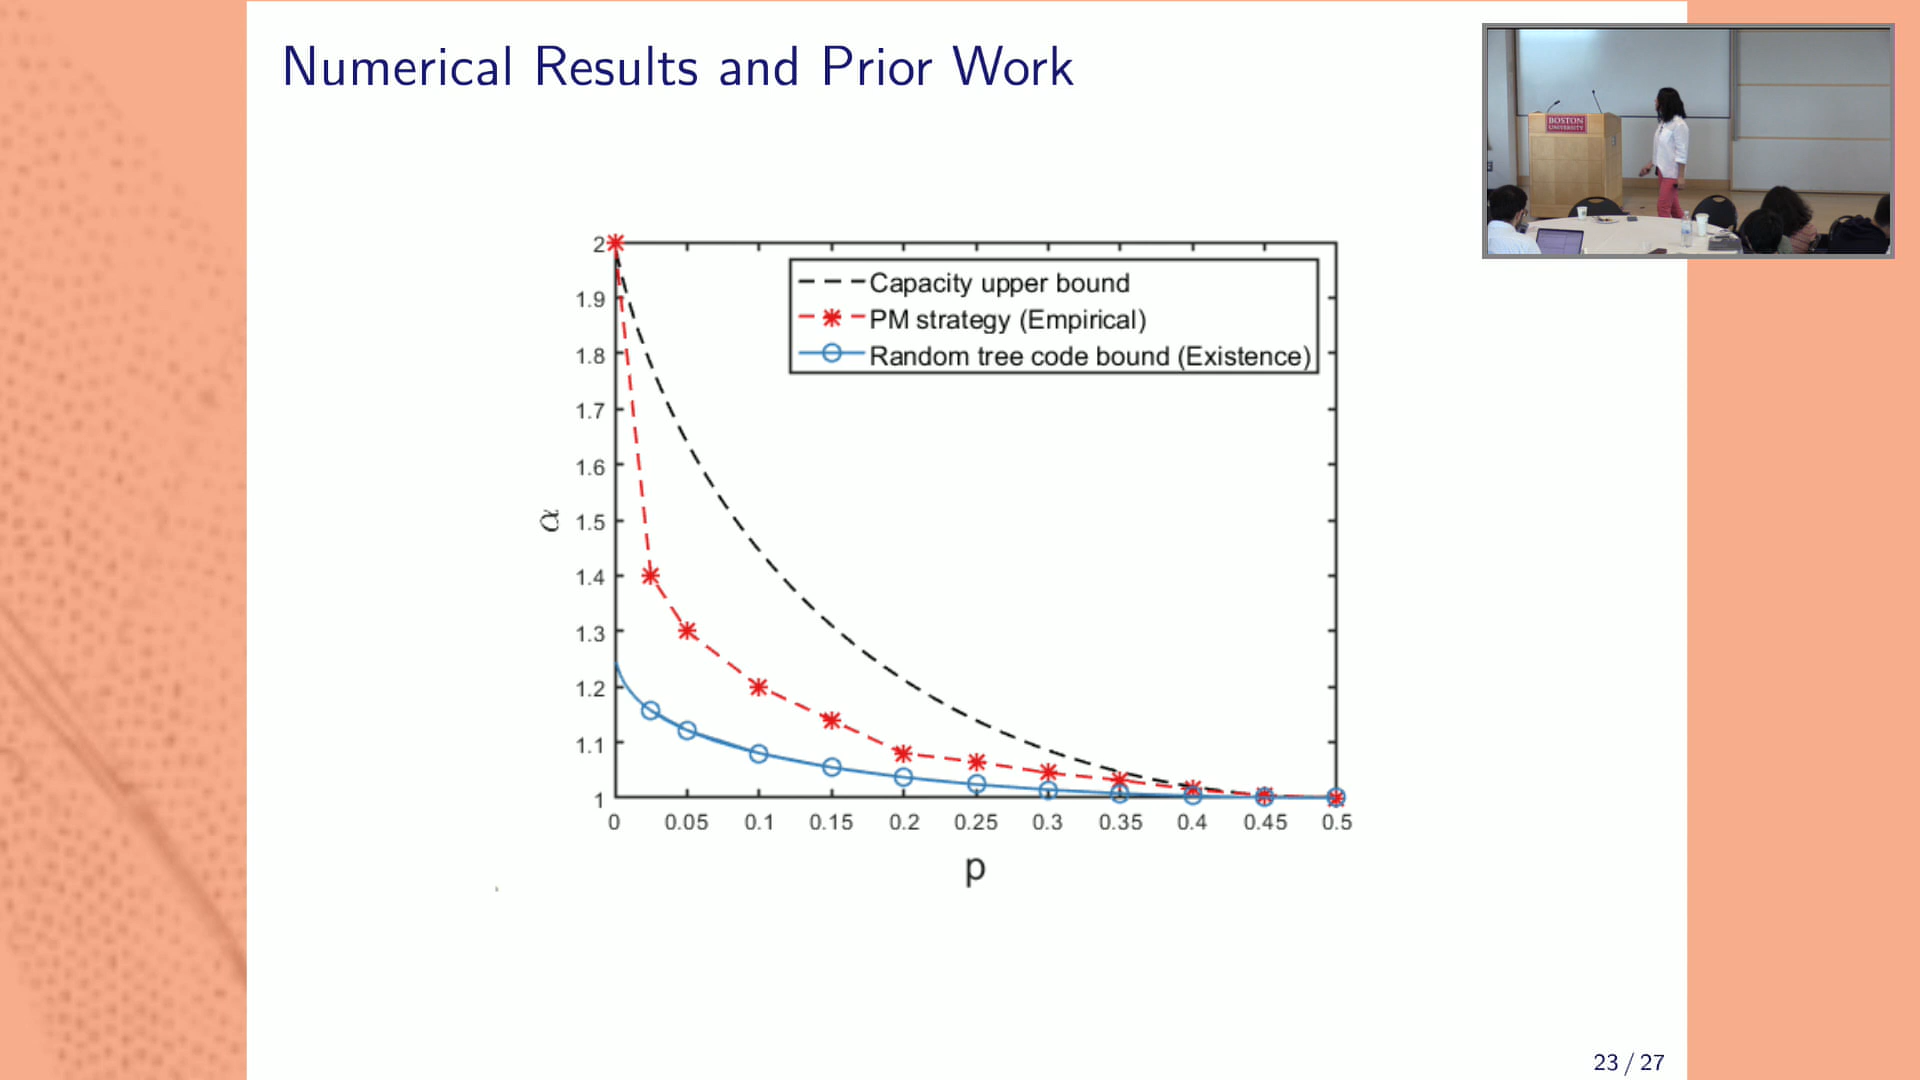 Numerical Results and Prior Work
BOSTON
UNIVERSITY
Capacity upper bound
PM strategy (Empirical)
Random tree code bound (Existence)
2
1.9
1.8
1.7
1.6
1.5
1.4
1.3
1.2
1.1
1
α
0 0.05 0.1 0.15 0.2 0.25 0.3 0.35 0.4 0.45 0.5
p
23 / 27